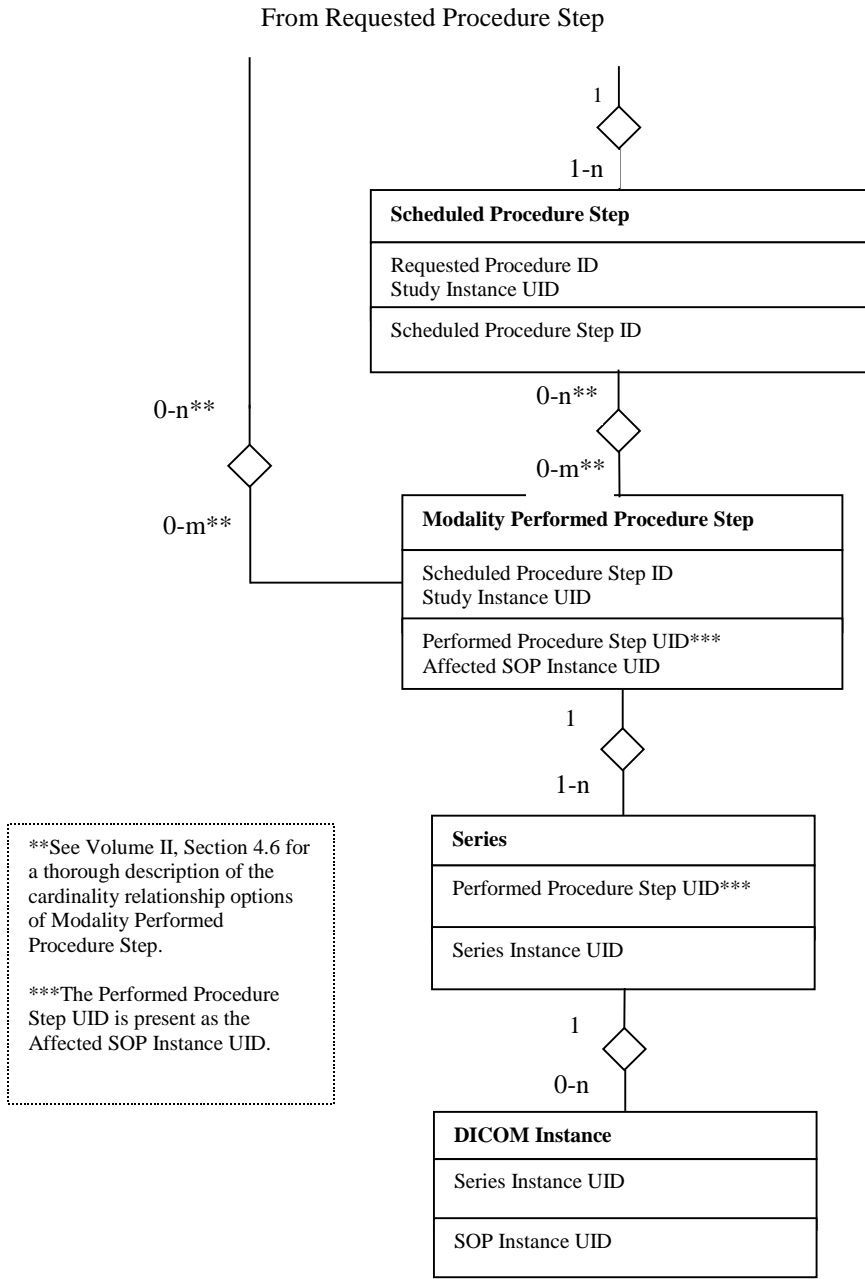 From Requested Procedure Step
1
1-n
Scheduled Procedure Step
Requested Procedure ID
Study Instance UID
Scheduled Procedure Step ID
0-n**
0-n**
0-m**
0-m**
Modality Performed Procedure Step
Scheduled Procedure Step ID
Study Instance UID
Performed Procedure Step UID***
Affected SOP Instance UID
1
1-n
**See Volume II, Section 4.6 for
a thorough description of the
cardinality relationship options
of Modality Performed
Procedure Step.
***The Performed Procedure
Step UID is present as the
Affected SOP Instance UID.
Series
Performed Procedure Step UID***
Series Instance UID
1
0-n
DICOM Instance
Series Instance UID
SOP Instance UID